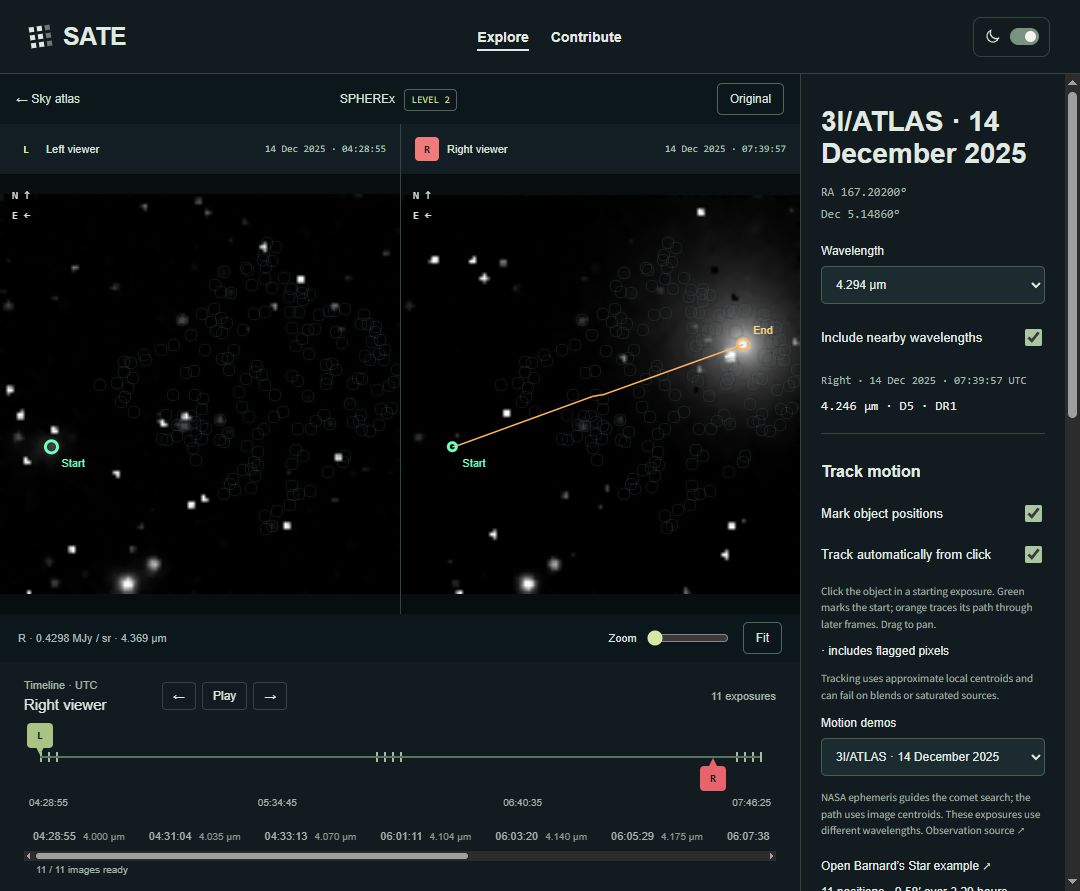 SATE
Explore
Contribute
← Sky atlas
SPHEREx
LEVEL 2
Original
L
Left viewer
14 Dec 2025 · 04:28:55
R
Right viewer
14 Dec 2025 · 07:39:57
N ↑
E ←
Start
N ↑
E ←
End
Start
R · 0.4298 MJy / sr · 4.369 µm
Zoom
Fit
Timeline · UTC
Right viewer
←
Play
→
11 exposures
L
R
04:28:55
05:34:45
06:40:35
07:46:25
04:28:55 4.000 µm
04:31:04 4.035 µm
04:33:13 4.070 µm
06:01:11 4.104 µm
06:03:20 4.140 µm
06:05:29 4.175 µm
06:07:38
11 / 11 images ready
3I/ATLAS · 14
December 2025
RA 167.20200°
Dec 5.14860°
Wavelength
4.294 µm
Include nearby wavelengths
Right · 14 Dec 2025 · 07:39:57 UTC
4.246 µm · D5 · DR1
Track motion
Mark object positions
Track automatically from click
Click the object in a starting exposure. Green
marks the start; orange traces its path through
later frames. Drag to pan.
· includes flagged pixels
Tracking uses approximate local centroids and
can fail on blends or saturated sources.
Motion demos
3I/ATLAS · 14 December 2025
NASA ephemeris guides the comet search; the
path uses image centroids. These exposures use
different wavelengths. Observation source ↗
Open Barnard's Star example ↗
11 positions · 9.58′ over 3.29 hours